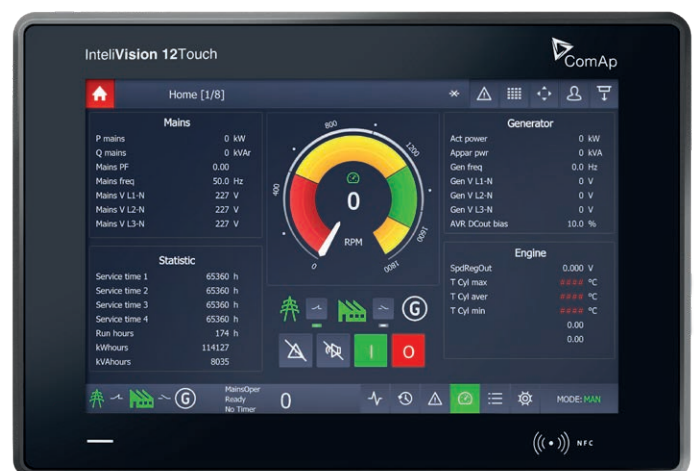 InteliVision 12Touch
ComAp
Home [1/8]
Mains
P mains 0 kW
Q mains 0 kVAr
Mains PF 0.00
Mains freq 50.0 Hz
Mains V L1-N 227 V
Mains V L2-N 227 V
Mains V L3-N 227 V
Statistic
Service time 1 65360 h
Service time 2 65360 h
Service time 3 65360 h
Service time 4 65360 h
Run hours 174 h
kWhours 114127
kVAhours 8035
0
400
800
1200
1600
1800
0
RPM
G
I
O
Generator
Act power 0 kW
Appar pwr 0 kVA
Gen freq 0.0 Hz
Gen V L1-N 0 V
Gen V L2-N 0 V
Gen V L3-N 0 V
AVR DCout bias 10.0 %
Engine
SpdRegOut 0.000 V
T Cyl max #### °C
T Cyl aver #### °C
T Cyl min #### °C
0.00
0.00
G
MainsOper
Ready
No Timer
0
MODE: MAN
NFC